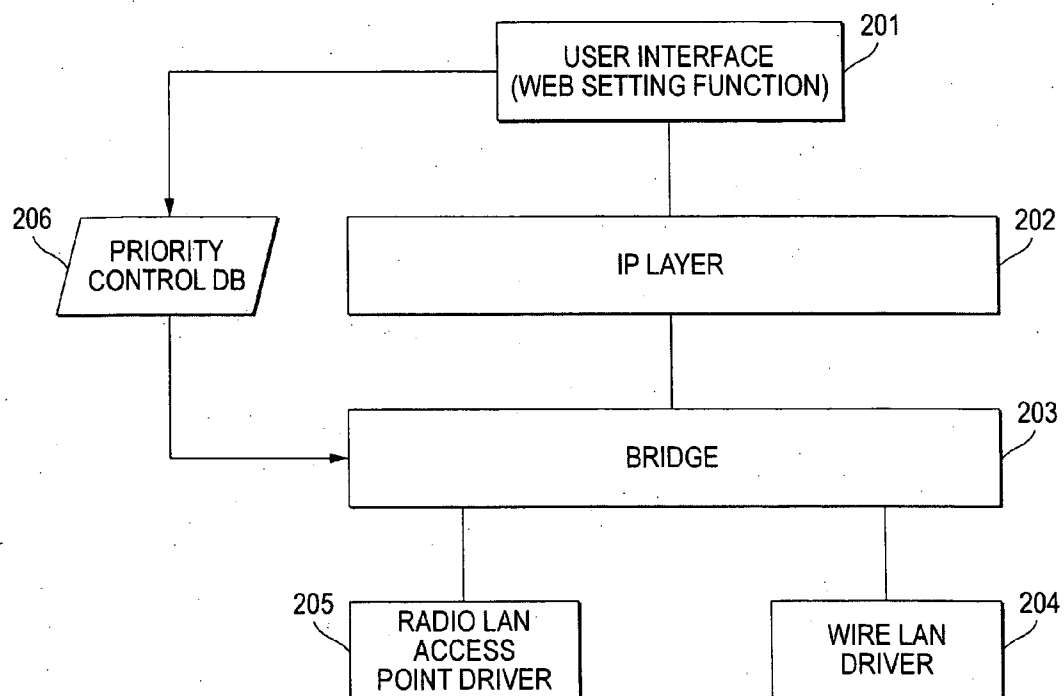 201
USER INTERFACE
(WEB SETTING FUNCTION)
206
PRIORITY
CONTROL DB
202
IP LAYER
203
BRIDGE
205
RADIO LAN
ACCESS
POINT DRIVER
204
WIRE LAN
DRIVER